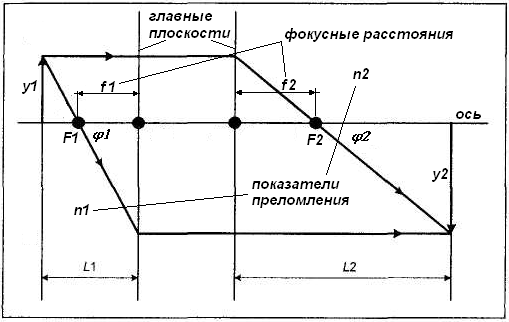 главные
плоскости
фокусные расстояния
y1
f1
f2
n2
ось
F1
φ1
F2
φ2
y2
показатели
преломления
n1
L1
L2